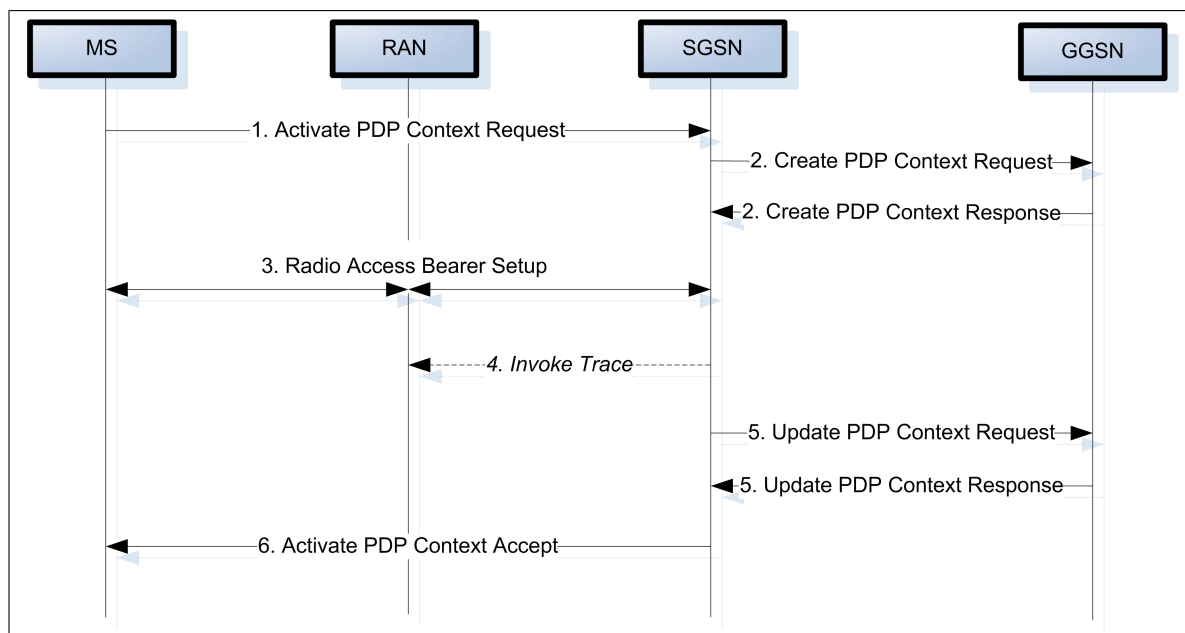 MS
RAN
SGSN
GGSN
1. Activate PDP Context Request
2. Create PDP Context Request
2. Create PDP Context Response
3. Radio Access Bearer Setup
4. Invoke Trace
5. Update PDP Context Request
5. Update PDP Context Response
6. Activate PDP Context Accept